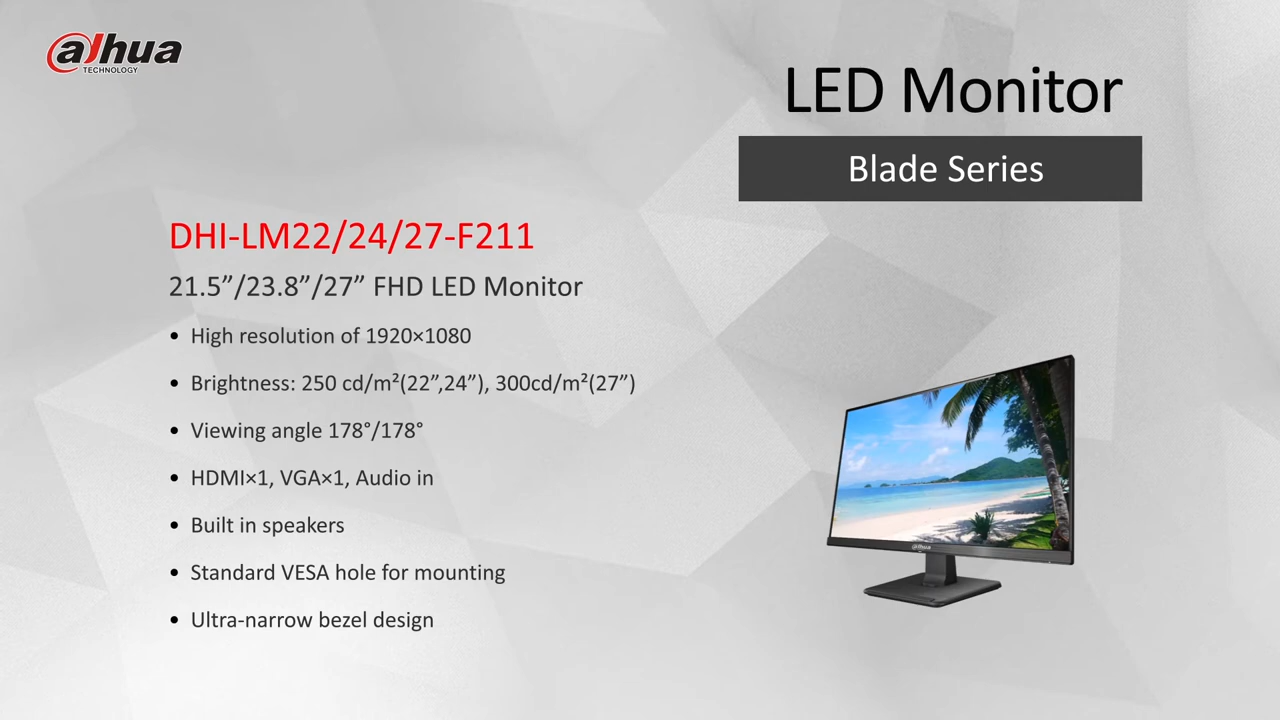 alhua
TECHNOLOGY
LED Monitor
Blade Series
DHI-LM22/24/27-F211
21.5”/23.8”/27” FHD LED Monitor
• High resolution of 1920×1080
• Brightness: 250 cd/m²(22”,24”), 300cd/m²(27”)
• Viewing angle 178°/178°
• HDMI×1, VGA×1, Audio in
• Built in speakers
• Standard VESA hole for mounting
• Ultra-narrow bezel design
alhua